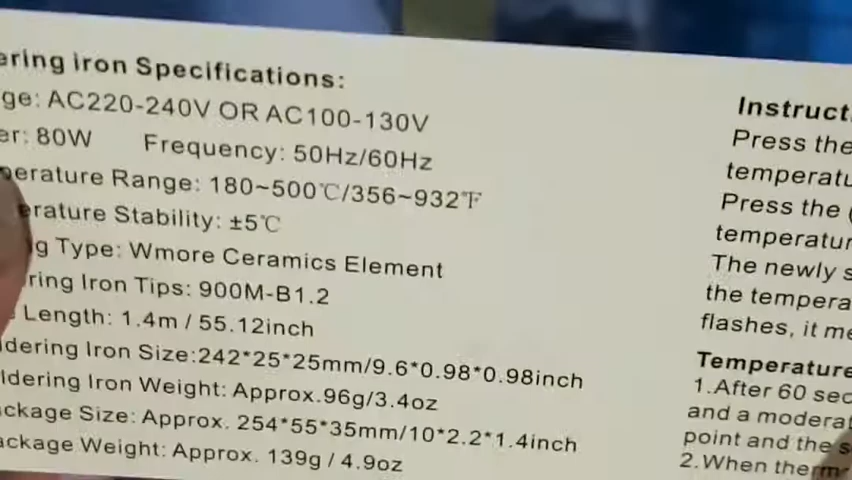 ering iron Specifications:
ge: AC220-240V OR AC100-130V
er: 80W Frequency: 50Hz/60Hz
perature Range: 180~500℃/356~932℉
erature Stability: ±5℃
g Type: Wmore Ceramics Element
ring Iron Tips: 900M-B1.2
Length: 1.4m / 55.12inch
ldering Iron Size:242*25*25mm/9.6*0.98*0.98inch
ldering Iron Weight: Approx.96g/3.4oz
ackage Size: Approx. 254*55*35mm/10*2.2*1.4inch
ackage Weight: Approx. 139g / 4.9oz
Instruct
Press the
temperatu
Press the (
temperatur
The newly s
the tempera
flashes, it me
Temperature
1.After 60 sec
and a moderat
point and the s
2.When therm